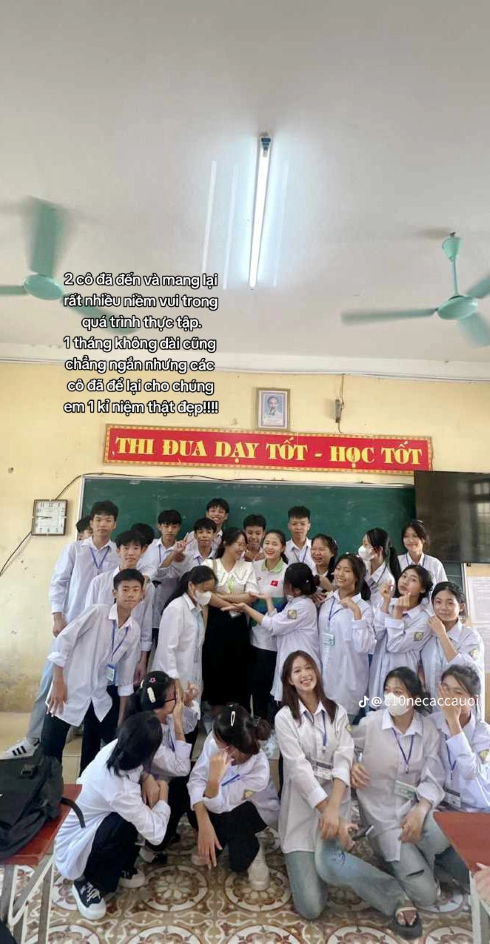 2 cô đã đến và mang lại
rất nhiều niềm vui trong
quá trình thực tập.
1 tháng không dài cũng
chẳng ngắn nhưng các
cô đã để lại cho chúng
em 1 kỉ niệm thật đẹp!!!!
THI ĐUA DẠY TỐT - HỌC TỐT
@c10necaccauoi